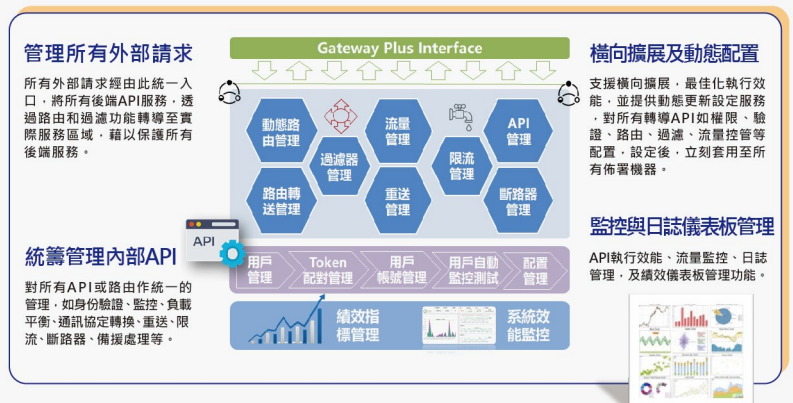 管理所有外部請求
所有外部請求經由此統一入
口，將所有後端API服務，透
過路由和過濾功能轉導至實
際服務區域，藉以保護所有
後端服務。
統籌管理內部API
對所有API或路由作統一的
管理，如身份驗證、監控、負載
平衡、通訊協定轉換、重送、限
流、斷路器、備援處理等。
Gateway Plus Interface
動態路
由管理
流量
管理
API
管理
過濾器
管理
限流
管理
路由轉
送管理
重送
管理
斷路器
管理
API
用戶
管理
Token
配對管理
用戶
帳號管理
用戶自動
監控測試
配置
管理
績效指
標管理
系統效
能監控
橫向擴展及動態配置
支援橫向擴展，最佳化執行效
能，並提供動態更新設定服務
，對所有轉導API如權限、驗
證、路由、過濾、流量控管等
配置，設定後，立刻套用至所
有佈署機器。
監控與日誌儀表板管理
API執行效能、流量監控、日誌
管理，及績效儀表板管理功能。